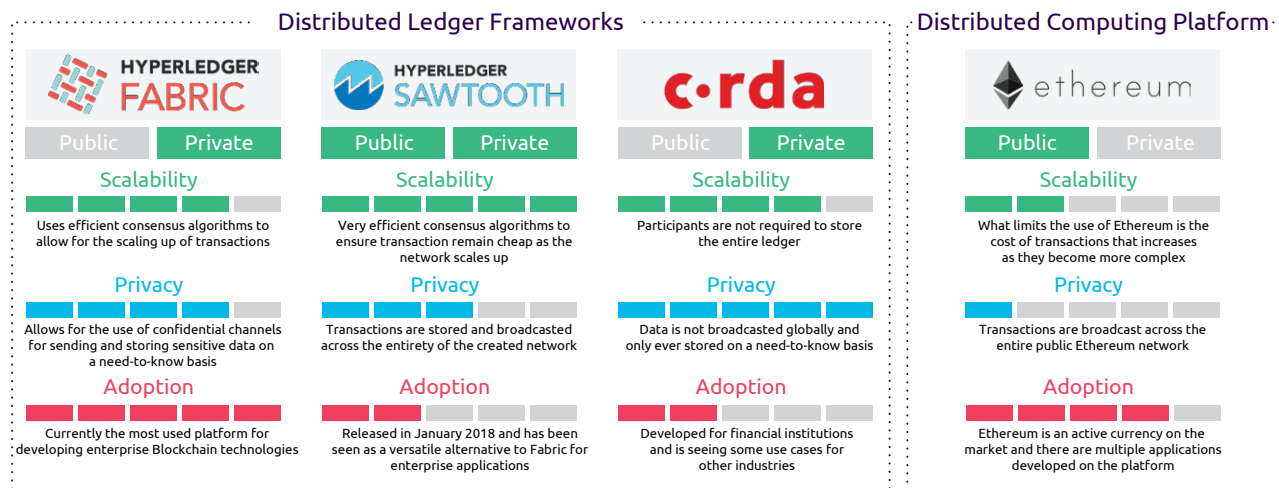 Distributed Ledger Frameworks
HYPERLEDGER
FABRIC
Public
Private
Scalability
Uses efficient consensus algorithms to
allow for the scaling up of transactions
Privacy
Allows for the use of confidential channels
for sending and storing sensitive data on
a need-to-know basis
Adoption
Currently the most used platform for
developing enterprise Blockchain technologies
HYPERLEDGER
SAWTOOTH
Public
Private
Scalability
Very efficient consensus algorithms to
ensure transaction remain cheap as the
network scales up
Privacy
Transactions are stored and broadcasted
across the entirety of the created network
Adoption
Released in January 2018 and has been
seen as a versatile alternative to Fabric for
enterprise applications
c·rda
Public
Private
Scalability
Participants are not required to store
the entire ledger
Privacy
Data is not broadcasted globally and
only ever stored on a need-to-know basis
Adoption
Developed for financial institutions
and is seeing some use cases for
other industries
Distributed Computing Platform
ethereum
Public
Private
Scalability
What limits the use of Ethereum is the
cost of transactions that increases
as they become more complex
Privacy
Transactions are broadcast across the
entire public Ethereum network
Adoption
Ethereum is an active currency on the
market and there are multiple applications
developed on the platform